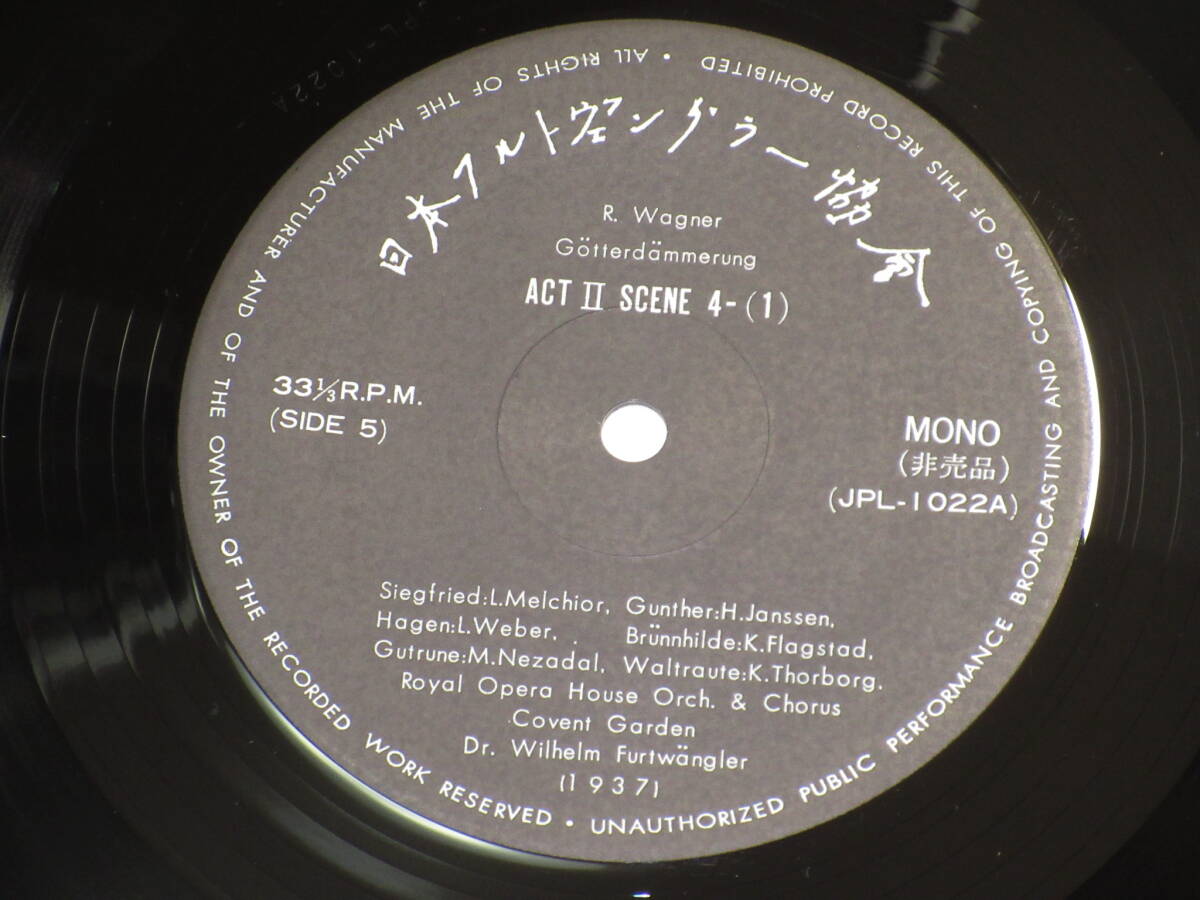 日本フルトヴェングラー協会
R. Wagner
Götterdämmerung
ACT II SCENE 4-(1)
33⅓R.P.M.
(SIDE 5)
MONO
(非売品)
(JPL-1022A)
Siegfried:L.Melchior, Gunther:H.Janssen,
Hagen:L.Weber, Brünnhilde:K.Flagstad,
Gutrune:M.Nezadal, Waltraute:K.Thorborg,
Royal Opera House Orch. & Chorus
Covent Garden
Dr. Wilhelm Furtwängler
(1937)
ALL RIGHTS OF THE MANUFACTURER AND OF THE OWNER OF THE RECORDED WORK RESERVED • UNAUTHORIZED PUBLIC PERFORMANCE BROADCASTING AND COPYING OF THIS RECORD PROHIBITED •
JPL-1022A